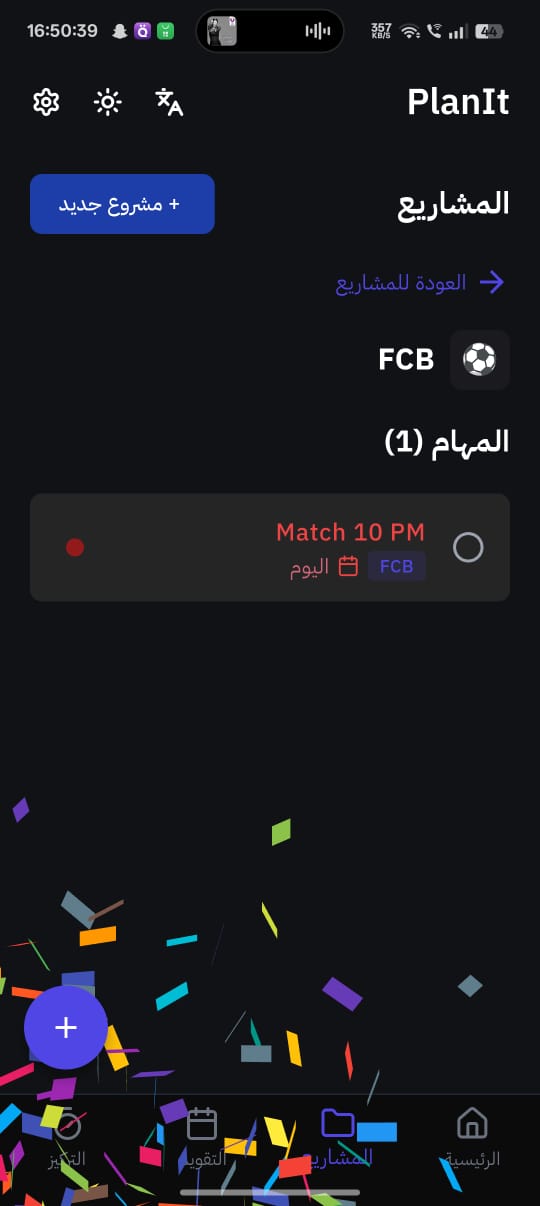 16:50:39
357 KB/S
44
PlanIt
المشاريع
+ مشروع جديد
العودة للمشاريع
FCB
المهام (1)
Match 10 PM
FCB اليوم
+
الرئيسية
المشاريع
التقويم
التركيز